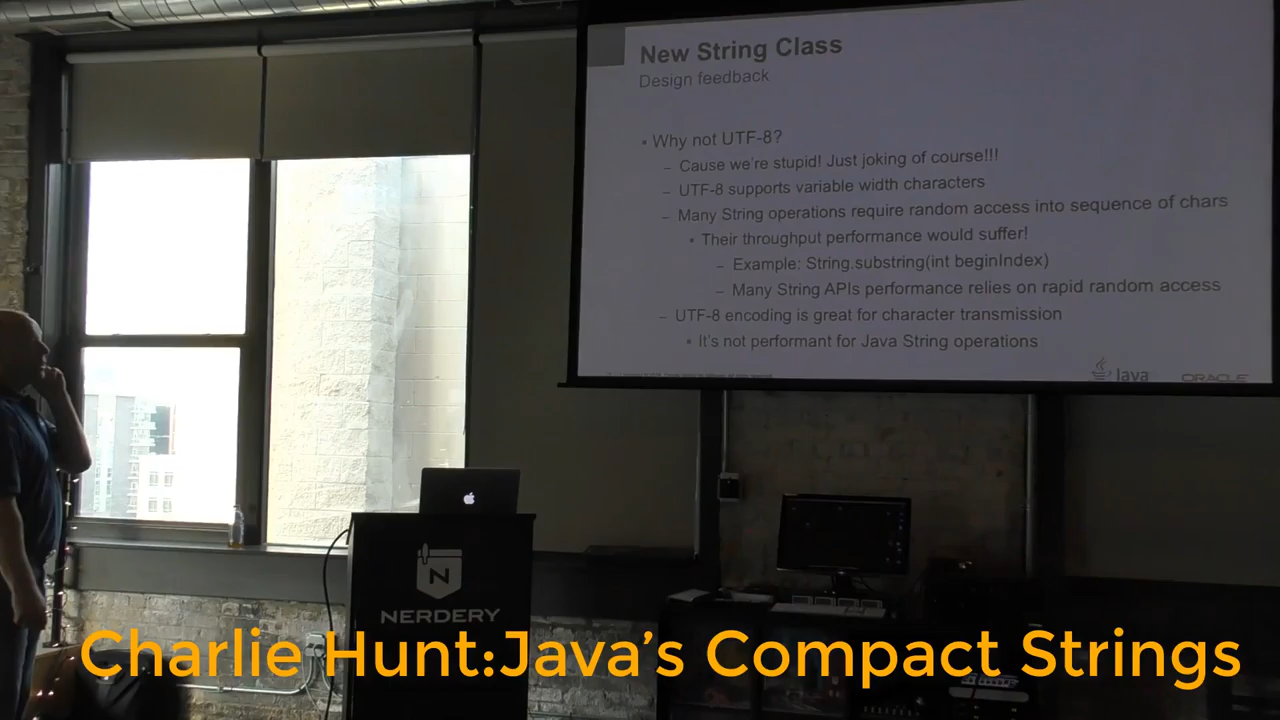 New String Class
Design feedback
▪ Why not UTF-8?
– Cause we're stupid! Just joking of course!!!
– UTF-8 supports variable width characters
– Many String operations require random access into sequence of chars
▪ Their throughput performance would suffer!
– Example: String.substring(int beginIndex)
– Many String APIs performance relies on rapid random access
– UTF-8 encoding is great for character transmission
▪ It's not performant for Java String operations
Java
ORACLE
N
NERDERY
Charlie Hunt:Java’s Compact Strings